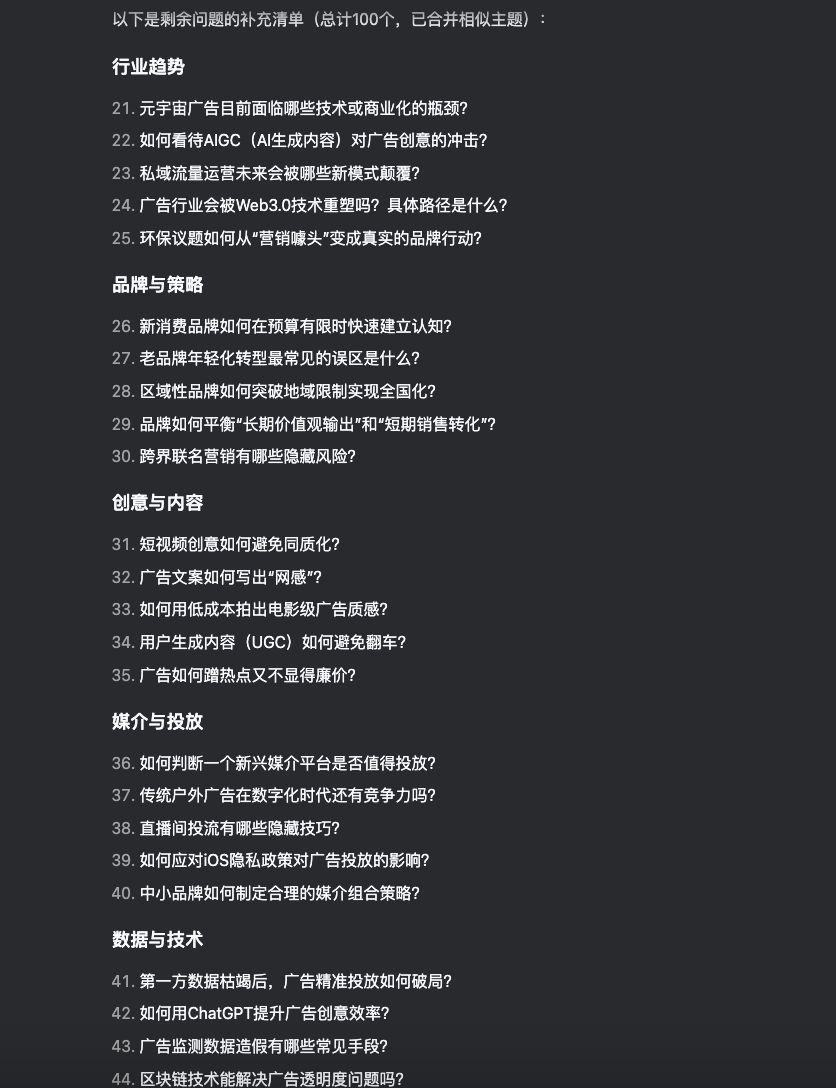 以下是剩余问题的补充清单（总计100个，已合并相似主题）：
行业趋势
21. 元宇宙广告目前面临哪些技术或商业化的瓶颈？
22. 如何看待AIGC（AI生成内容）对广告创意的冲击？
23. 私域流量运营未来会被哪些新模式颠覆？
24. 广告行业会被Web3.0技术重塑吗？具体路径是什么？
25. 环保议题如何从“营销噱头”变成真实的品牌行动？
品牌与策略
26. 新消费品牌如何在预算有限时快速建立认知？
27. 老品牌年轻化转型最常见的误区是什么？
28. 区域性品牌如何突破地域限制实现全国化？
29. 品牌如何平衡“长期价值观输出”和“短期销售转化”？
30. 跨界联名营销有哪些隐藏风险？
创意与内容
31. 短视频创意如何避免同质化？
32. 广告文案如何写出“网感”？
33. 如何用低成本拍出电影级广告质感？
34. 用户生成内容（UGC）如何避免翻车？
35. 广告如何蹭热点又不显得廉价？
媒介与投放
36. 如何判断一个新兴媒介平台是否值得投放？
37. 传统户外广告在数字化时代还有竞争力吗？
38. 直播间投流有哪些隐藏技巧？
39. 如何应对iOS隐私政策对广告投放的影响？
40. 中小品牌如何制定合理的媒介组合策略？
数据与技术
41. 第一方数据枯竭后，广告精准投放如何破局？
42. 如何用ChatGPT提升广告创意效率？
43. 广告监测数据造假有哪些常见手段？
44. 区块链技术能解决广告透明度问题吗？